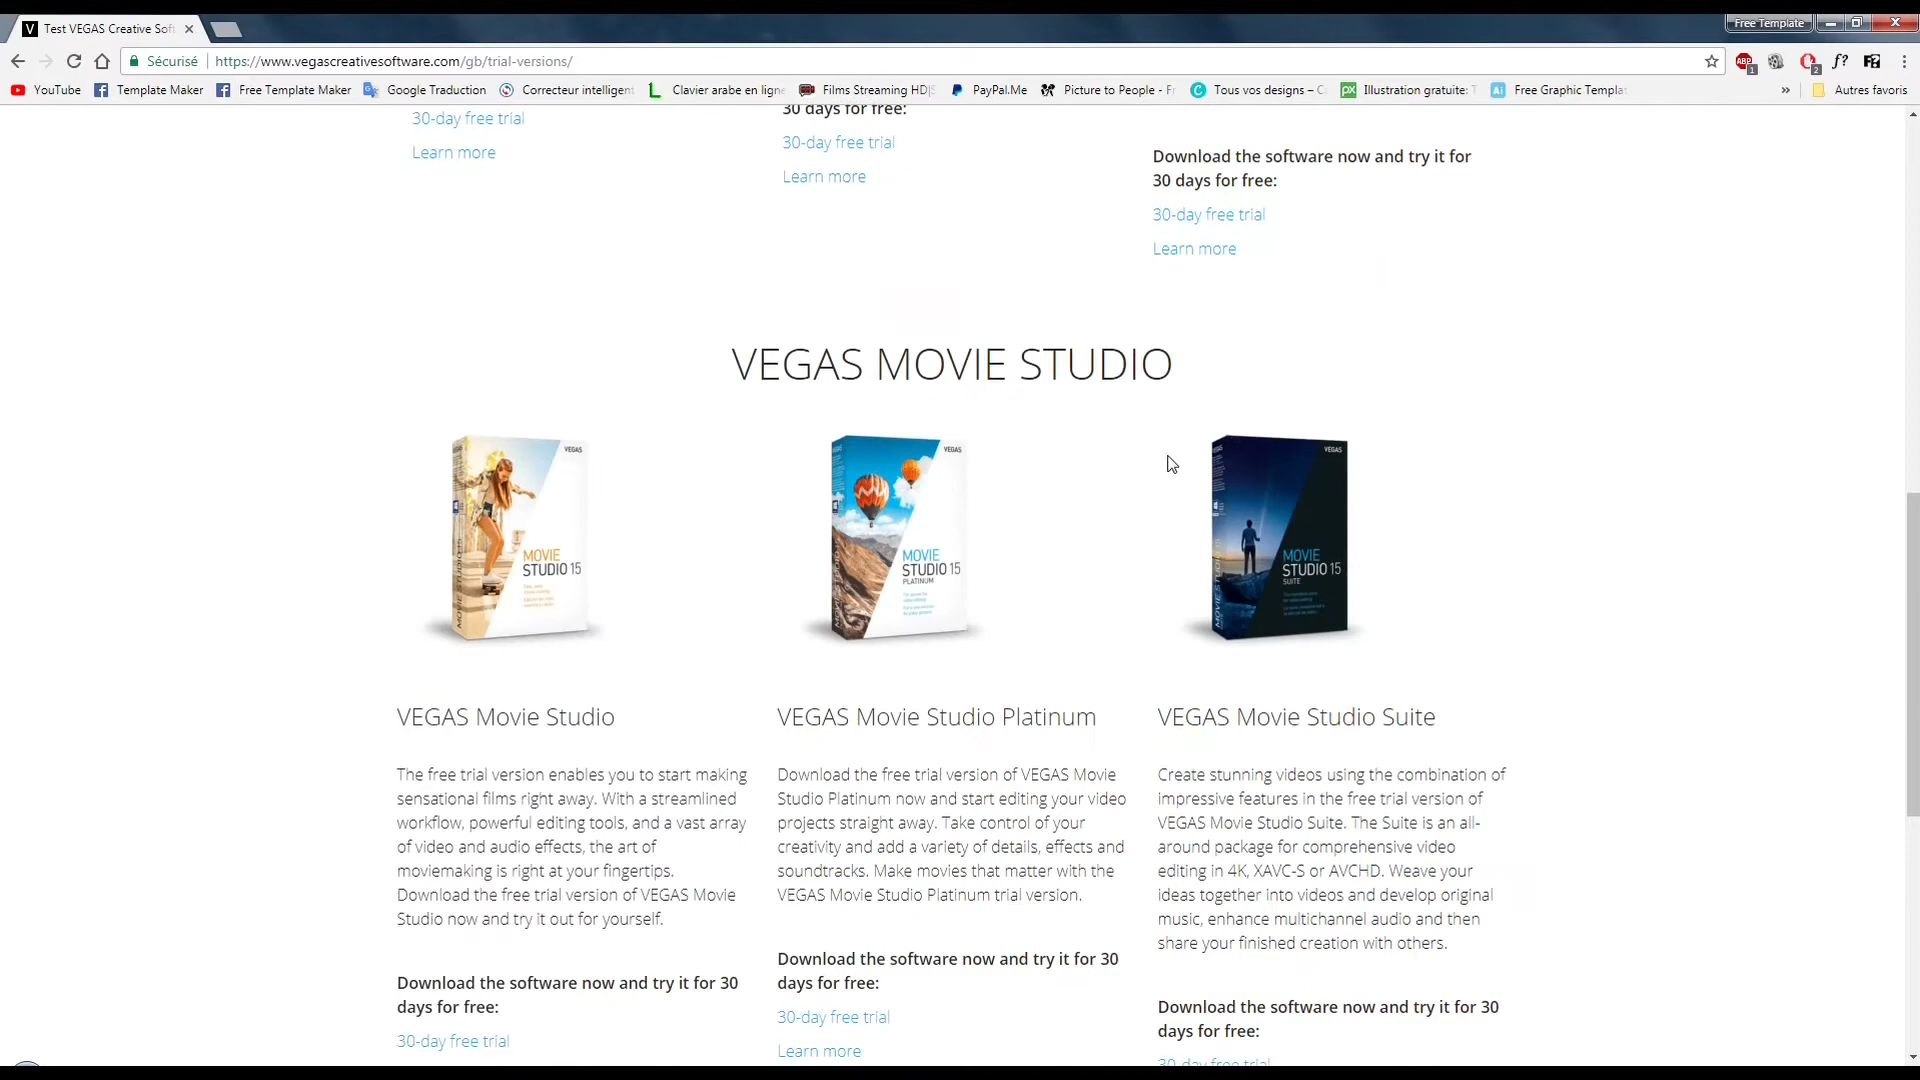 Test VEGAS Creative Soft
Free Template
Sécurisé
https://www.vegascreativesoftware.com/gb/trial-versions/
YouTube
Template Maker
Free Template Maker
Google Traduction
Correcteur intelligent
Clavier arabe en ligne
Films Streaming HD|S
PayPal.Me
Picture to People - F
Tous vos designs – C
Illustration gratuite: T
Free Graphic Templa
»
Autres favoris
30-day free trial
Learn more
30 days for free:
30-day free trial
Learn more
Download the software now and try it for
30 days for free:
30-day free trial
Learn more
VEGAS MOVIE STUDIO
VEGAS
MOVIE
STUDIO 15
VEGAS
MOVIE
STUDIO 15
PLATINUM
VEGAS
MOVIE
STUDIO 15
SUITE
VEGAS Movie Studio
The free trial version enables you to start making
sensational films right away. With a streamlined
workflow, powerful editing tools, and a vast array
of video and audio effects, the art of
moviemaking is right at your fingertips.
Download the free trial version of VEGAS Movie
Studio now and try it out for yourself.
Download the software now and try it for 30
days for free:
30-day free trial
VEGAS Movie Studio Platinum
Download the free trial version of VEGAS Movie
Studio Platinum now and start editing your video
projects straight away. Take control of your
creativity and add a variety of details, effects and
soundtracks. Make movies that matter with the
VEGAS Movie Studio Platinum trial version.
Download the software now and try it for 30
days for free:
30-day free trial
Learn more
VEGAS Movie Studio Suite
Create stunning videos using the combination of
impressive features in the free trial version of
VEGAS Movie Studio Suite. The Suite is an all-
around package for comprehensive video
editing in 4K, XAVC-S or AVCHD. Weave your
ideas together into videos and develop original
music, enhance multichannel audio and then
share your finished creation with others.
Download the software now and try it for 30
days for free:
30-day free trial